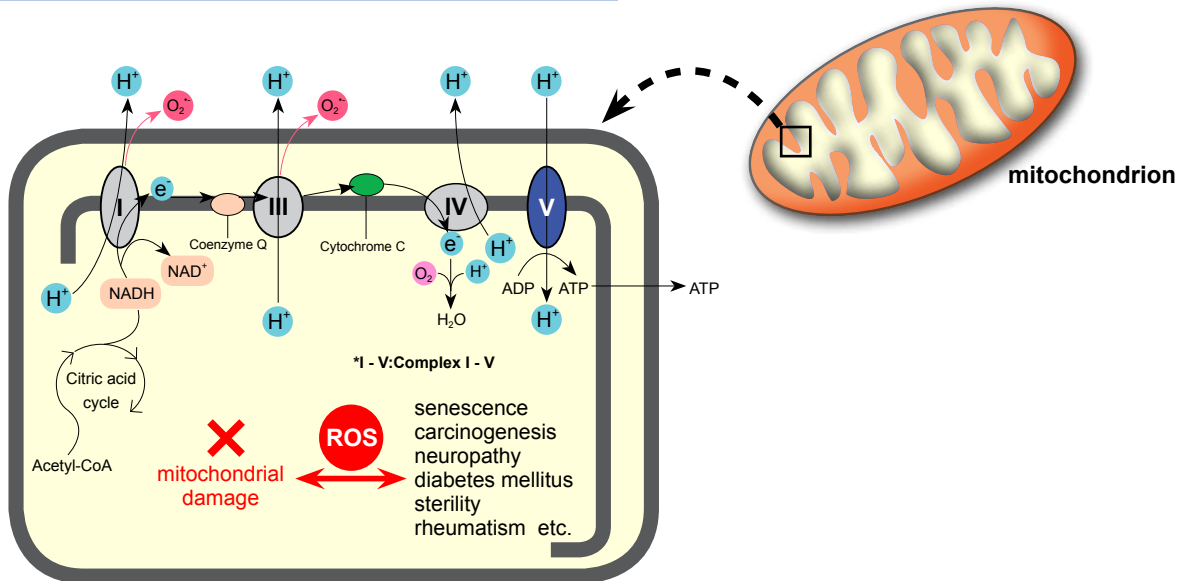 H⁺
O₂·⁻
H⁺
O₂·⁻
H⁺
H⁺
mitochondrion
I
e⁻
III
IV
V
Coenzyme Q
Cytochrome C
e⁻
H⁺
NAD⁺
O₂
H⁺
H⁺
NADH
ADP
ATP
ATP
H⁺
H₂O
H⁺
*I - V:Complex I - V
Citric acid
cycle
Acetyl-CoA
mitochondrial
damage
ROS
senescence
carcinogenesis
neuropathy
diabetes mellitus
sterility
rheumatism etc.